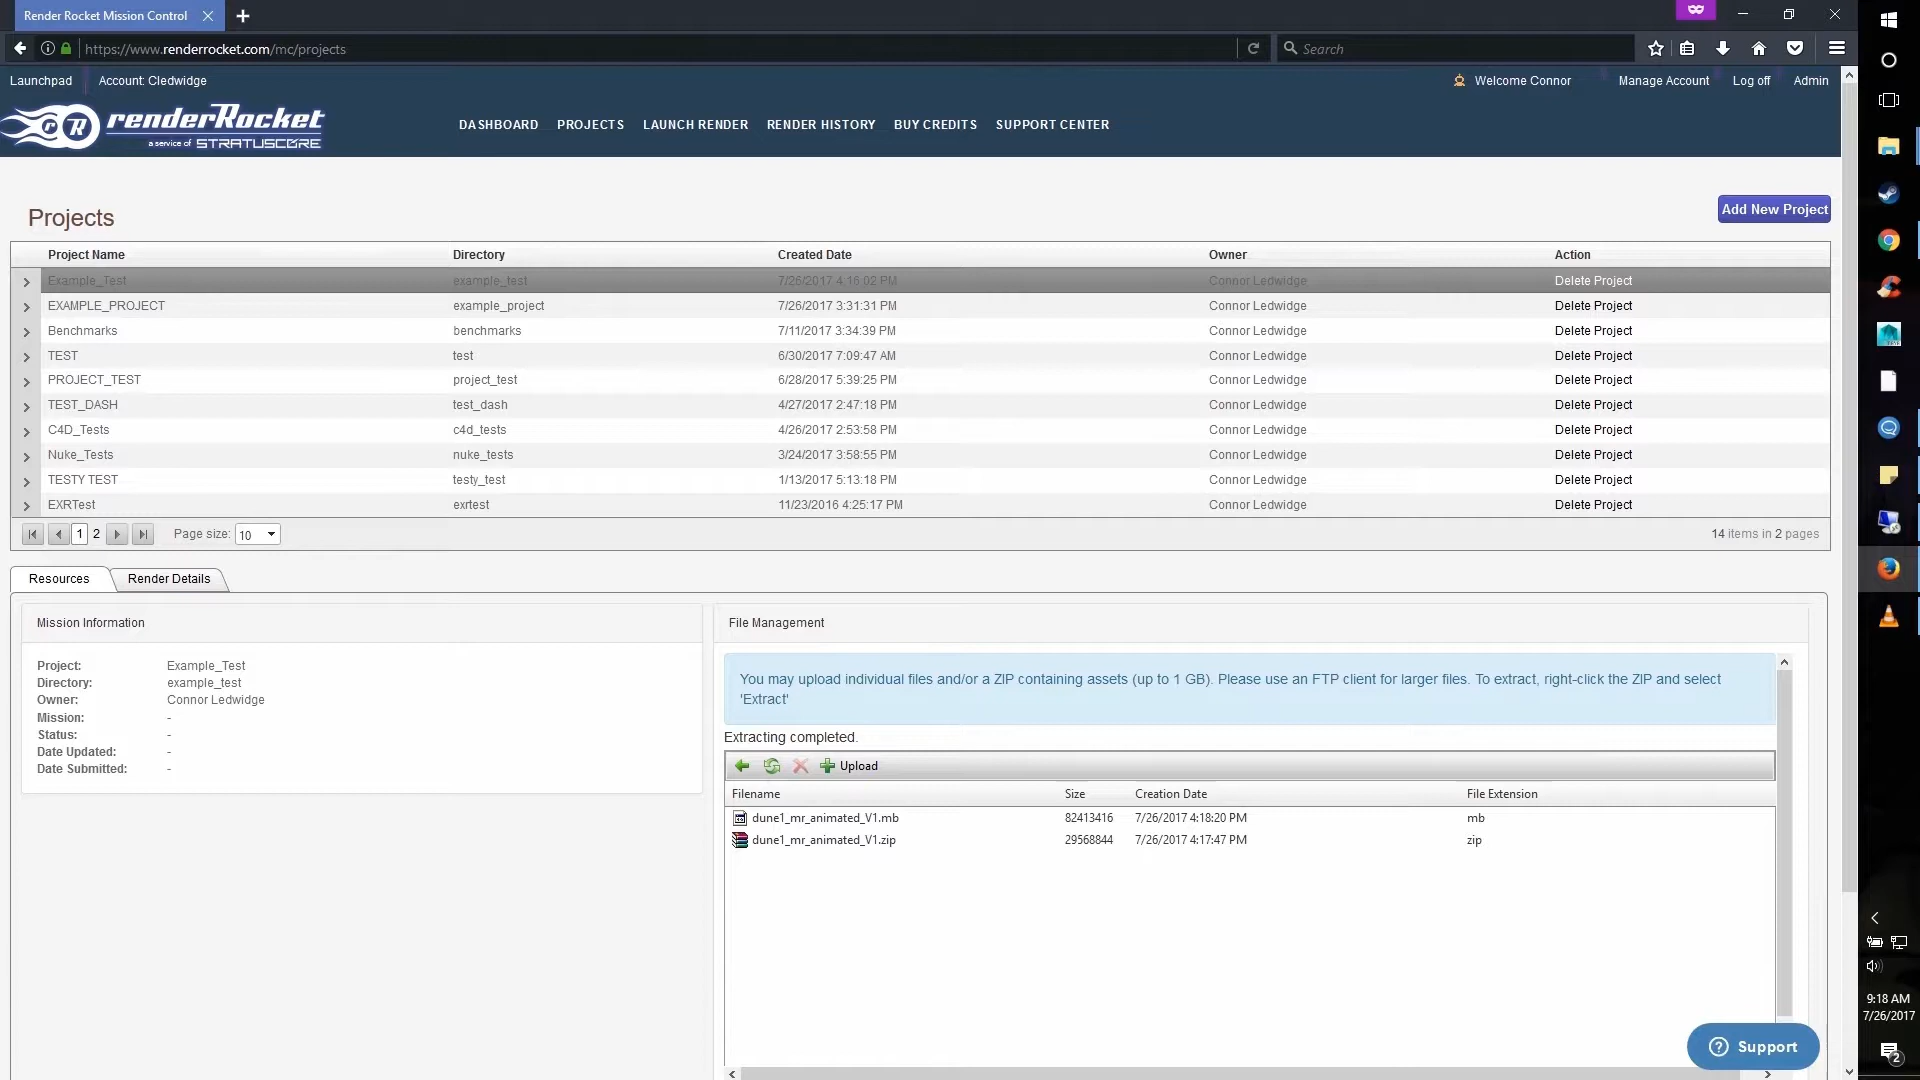 Render Rocket Mission Control
https://www.renderrocket.com/mc/projects
Search
Launchpad Account: Cledwidge Welcome Connor Manage Account Log off Admin
renderRocket
a service of STRATUSCORE
DASHBOARD PROJECTS LAUNCH RENDER RENDER HISTORY BUY CREDITS SUPPORT CENTER
Projects
Add New Project
Project Name Directory Created Date Owner Action
Example_Test example_test 7/26/2017 4:16:02 PM Connor Ledwidge Delete Project
EXAMPLE_PROJECT example_project 7/26/2017 3:31:31 PM Connor Ledwidge Delete Project
Benchmarks benchmarks 7/11/2017 3:34:39 PM Connor Ledwidge Delete Project
TEST test 6/30/2017 7:09:47 AM Connor Ledwidge Delete Project
PROJECT_TEST project_test 6/28/2017 5:39:25 PM Connor Ledwidge Delete Project
TEST_DASH test_dash 4/27/2017 2:47:18 PM Connor Ledwidge Delete Project
C4D_Tests c4d_tests 4/26/2017 2:53:58 PM Connor Ledwidge Delete Project
Nuke_Tests nuke_tests 3/24/2017 3:58:55 PM Connor Ledwidge Delete Project
TESTY TEST testy_test 1/13/2017 5:13:18 PM Connor Ledwidge Delete Project
EXRTest exrtest 11/23/2016 4:25:17 PM Connor Ledwidge Delete Project
1 2 Page size: 10 14 items in 2 pages
Resources Render Details
Mission Information
Project: Example_Test
Directory: example_test
Owner: Connor Ledwidge
Mission: -
Status: -
Date Updated: -
Date Submitted: -
File Management
You may upload individual files and/or a ZIP containing assets (up to 1 GB). Please use an FTP client for larger files. To extract, right-click the ZIP and select
'Extract'
Extracting completed.
Upload
Filename Size Creation Date File Extension
dune1_mr_animated_V1.mb 82413416 7/26/2017 4:18:20 PM mb
dune1_mr_animated_V1.zip 29568844 7/26/2017 4:17:47 PM zip
Support
9:18 AM
7/26/2017
2